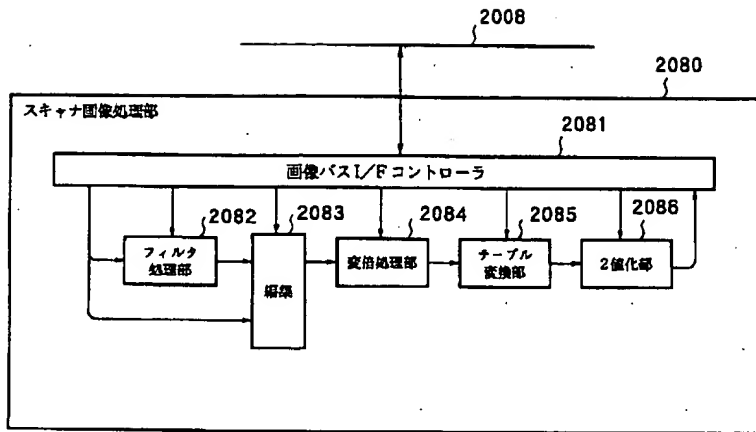 2008
2080
スキャナ画像処理部
2081
画像バスI/Fコントローラ
2082
2083
2084
2085
2086
フィルタ
処理部
編集
変倍処理部
テーブル
変換部
2値化部